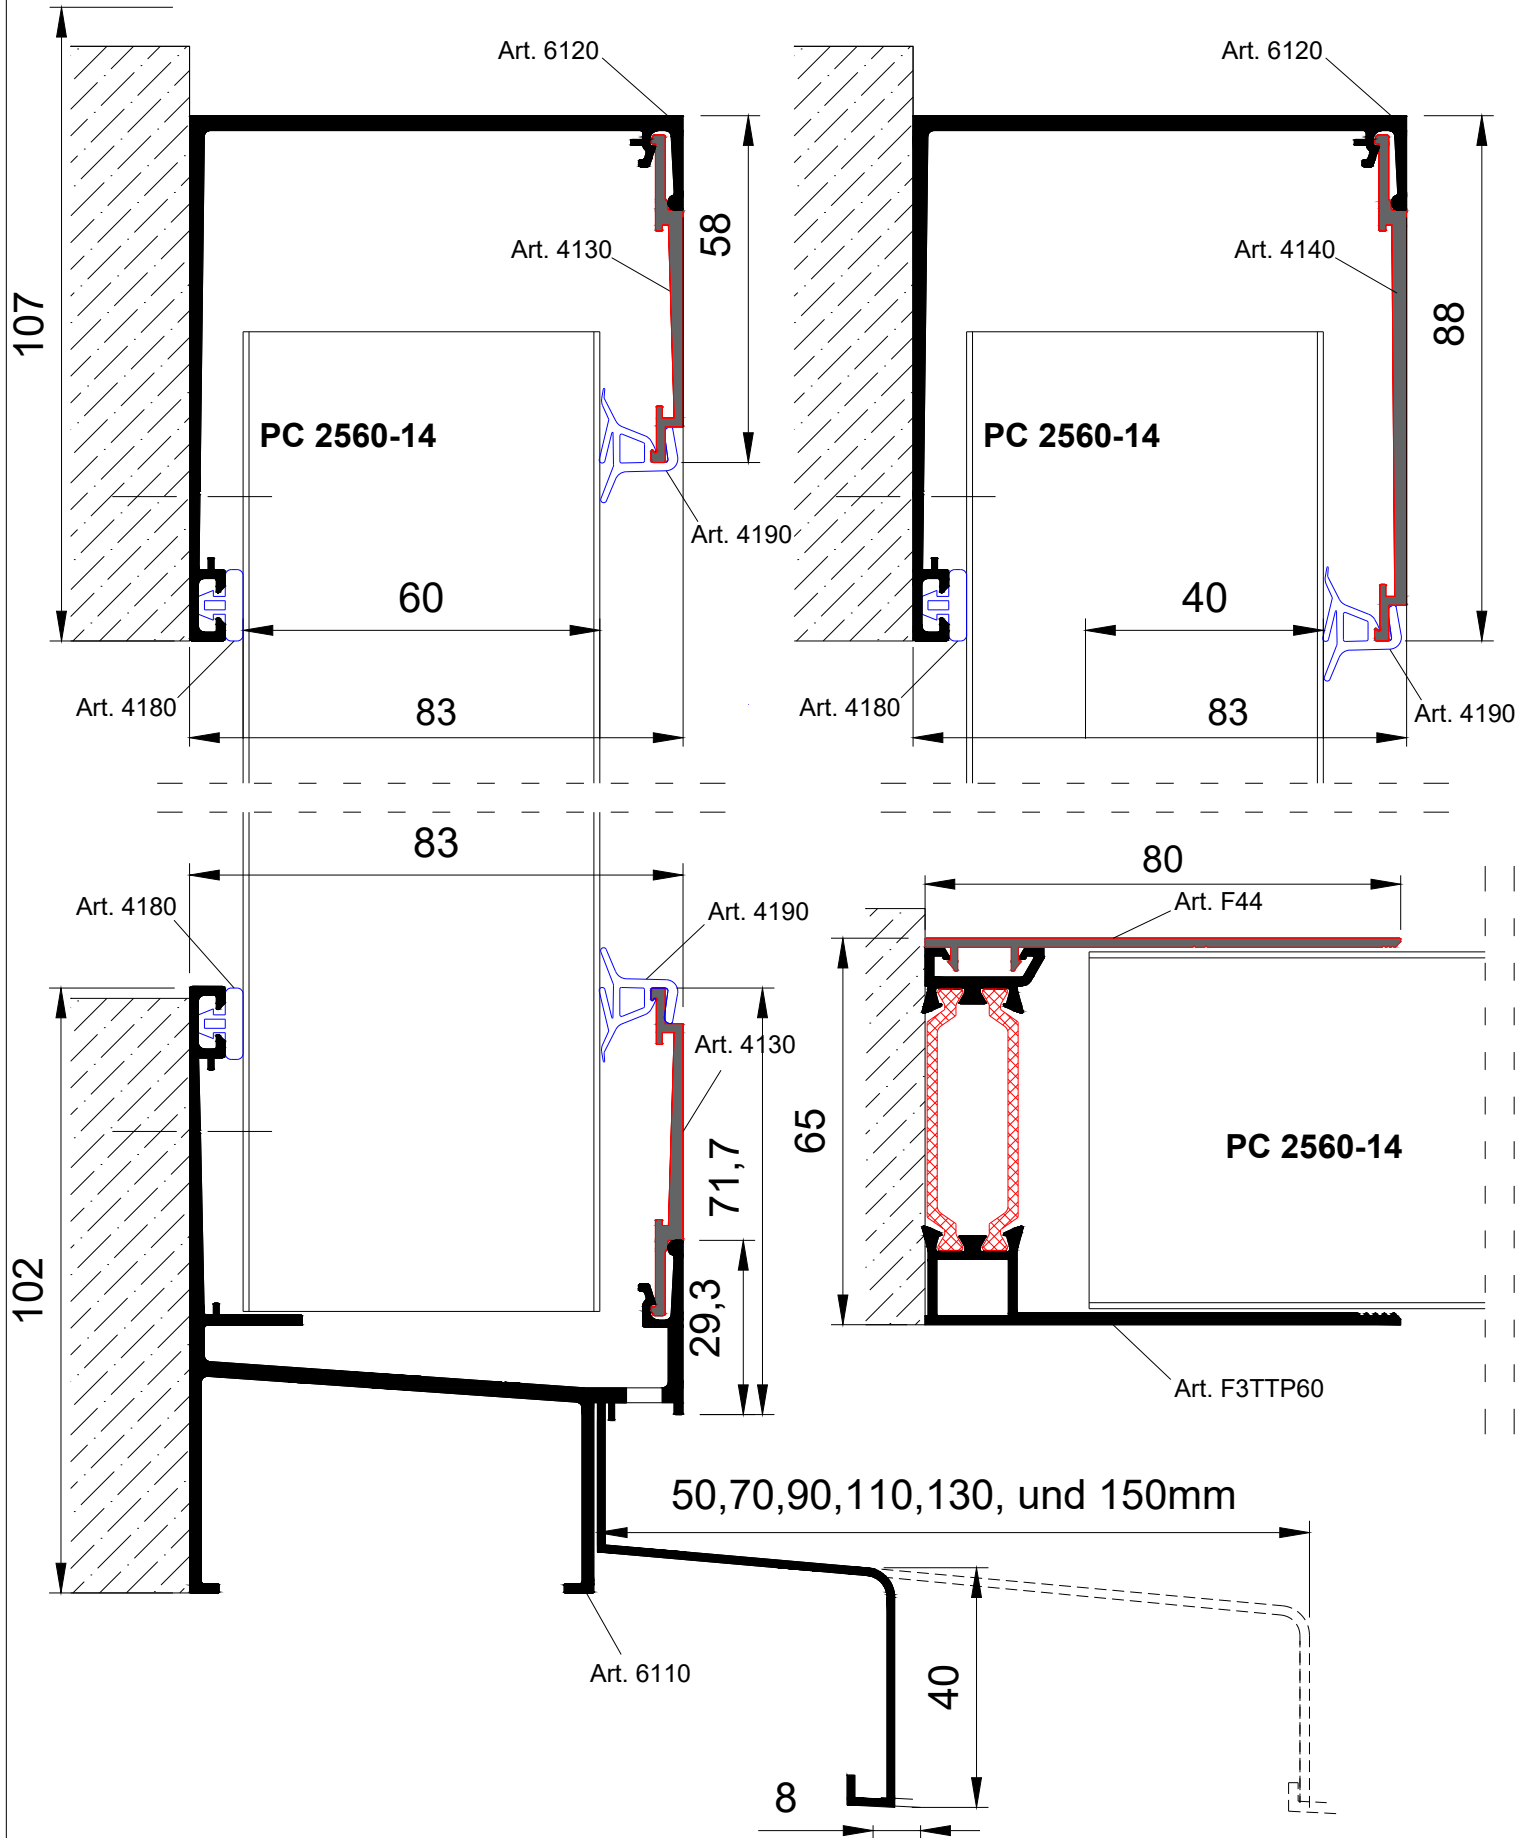 Art. 6120
Art. 6120
58
Art. 4130
Art. 4140
107
88
PC 2560-14
PC 2560-14
Art. 4190
60
40
Art. 4180
83
Art. 4180
83
Art. 4190
83
80
Art. 4180
Art. 4190
Art. F44
Art. 4130
65
71,7
PC 2560-14
102
29,3
Art. F3TTP60
50,70,90,110,130, und 150mm
Art. 6110
40
8